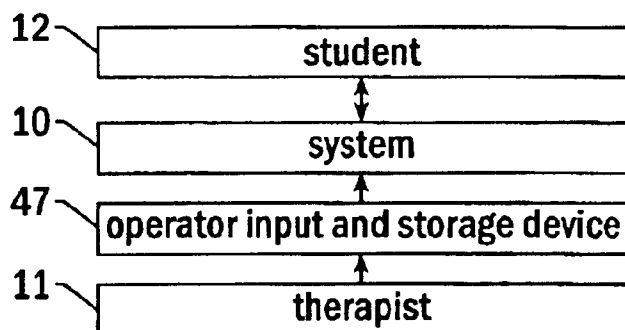 12
student
10
system
47
operator input and storage device
11
therapist